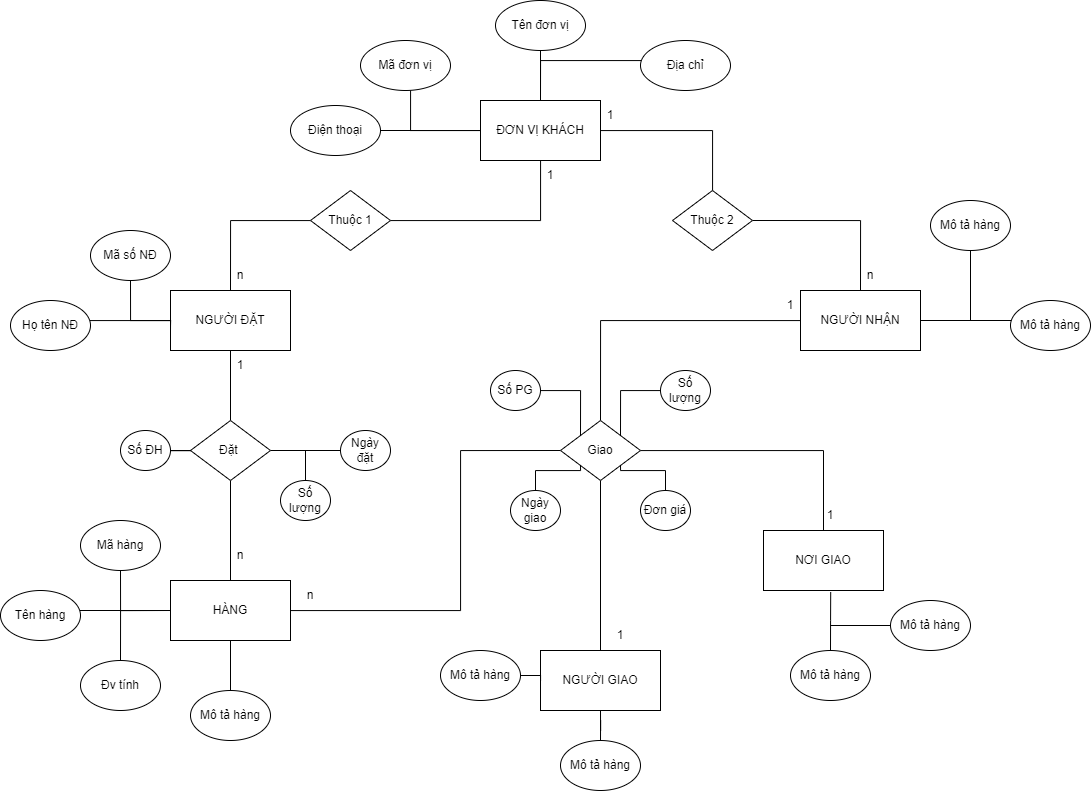 Tên đơn vị
Mã đơn vị
Địa chỉ
Điện thoại
ĐƠN VỊ KHÁCH
1
1
Thuộc 1
Thuộc 2
Mô tả hàng
Mã số NĐ
n
n
Họ tên NĐ
NGƯỜI ĐẶT
1
NGƯỜI NHẬN
Mô tả hàng
1
Số PG
Số
lượng
Số ĐH
Đặt
Ngày
đặt
Giao
Số
lượng
Ngày
giao
Đơn giá
1
Mã hàng
n
NƠI GIAO
Tên hàng
HÀNG
n
Mô tả hàng
1
Đv tính
Mô tả hàng
NGƯỜI GIAO
Mô tả hàng
Mô tả hàng
Mô tả hàng